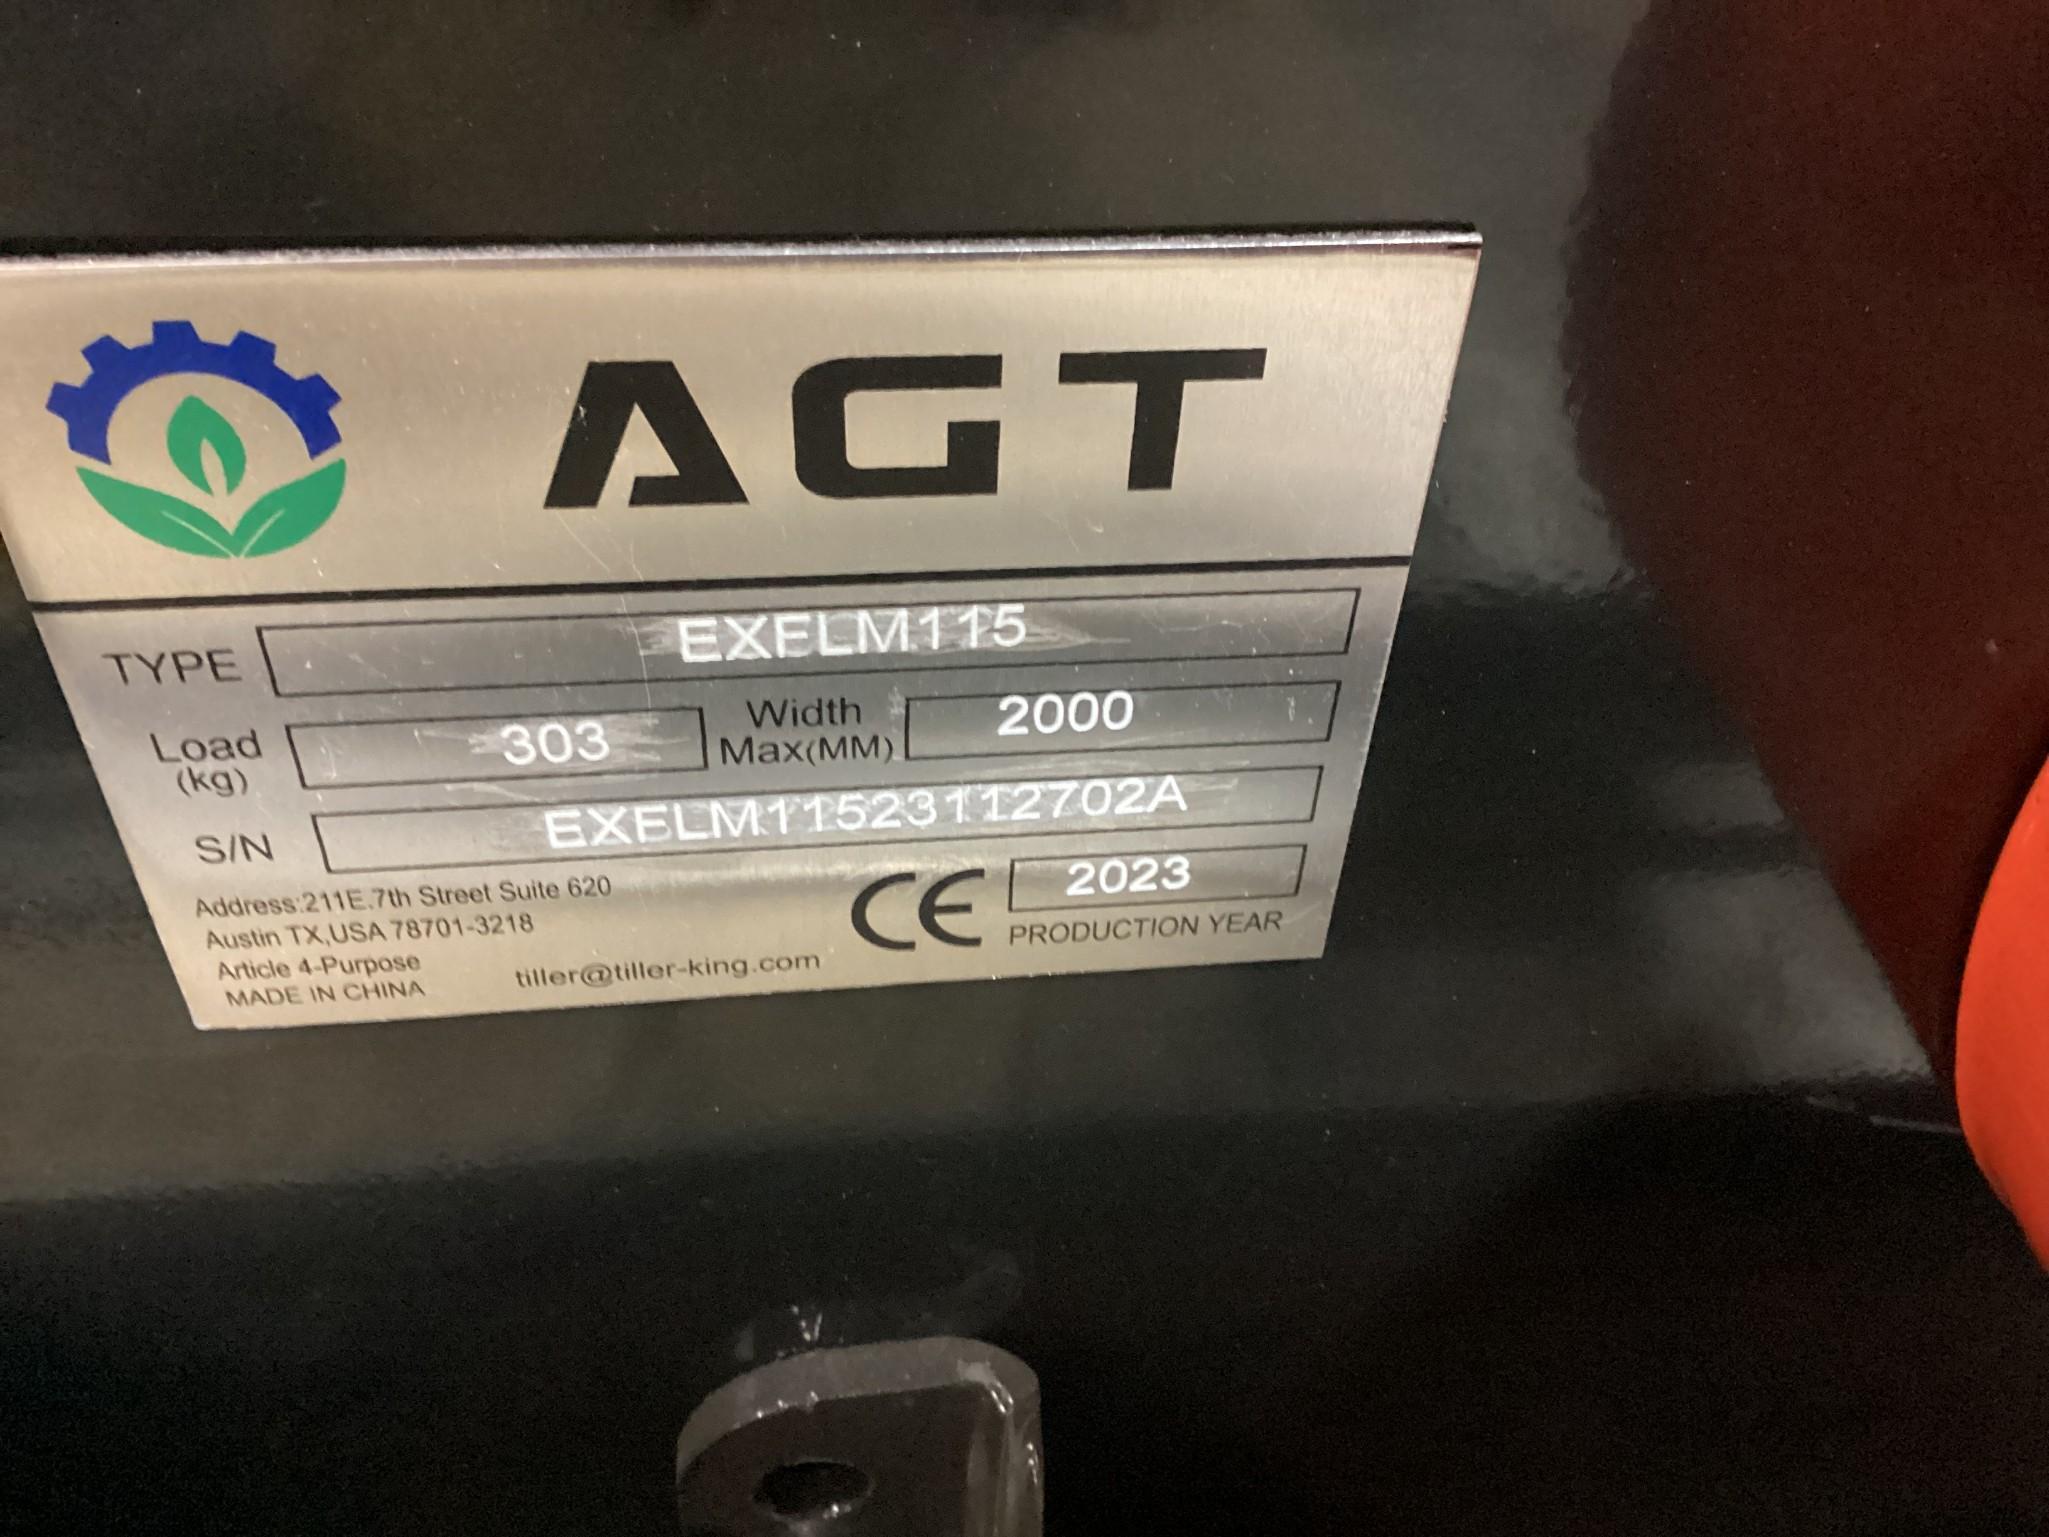 AGT
TYPE EXELM115
Load (kg) 303 Width Max(MM) 2000
S/N EXELM11523112702A
Address:211E.7th Street Suite 620
Austin TX,USA 78701-3218
Article 4-Purpose
MADE IN CHINA
tiller@tiller-king.com
CE
2023
PRODUCTION YEAR